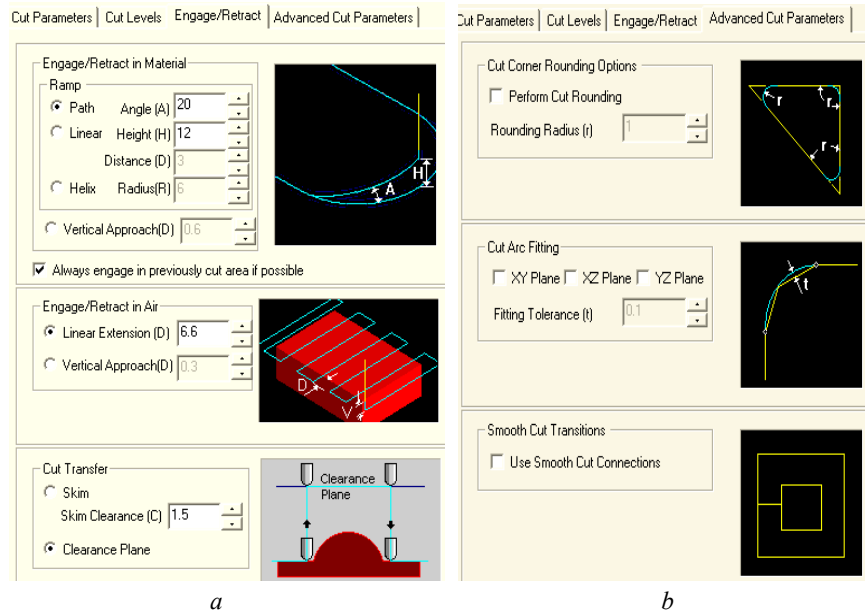 Cut Parameters Cut Levels Engage/Retract Advanced Cut Parameters
Engage/Retract in Material
Ramp
Path Angle (A) 20
Linear Height (H) 12
Distance (D) 3
Helix Radius(R) 6
Vertical Approach(D) 0.6
H
A
Always engage in previously cut area if possible
Engage/Retract in Air
Linear Extension (D) 6.6
Vertical Approach(D) 0.3
D
V
Cut Transfer
Skim
Skim Clearance (C) 1.5
Clearance Plane
Clearance
Plane
a
Cut Parameters Cut Levels Engage/Retract Advanced Cut Parameters
Cut Corner Rounding Options
Perform Cut Rounding
Rounding Radius (r) 1
r r
r
Cut Arc Fitting
XY Plane XZ Plane YZ Plane
Fitting Tolerance (t) 0.1
t
Smooth Cut Transitions
Use Smooth Cut Connections
b